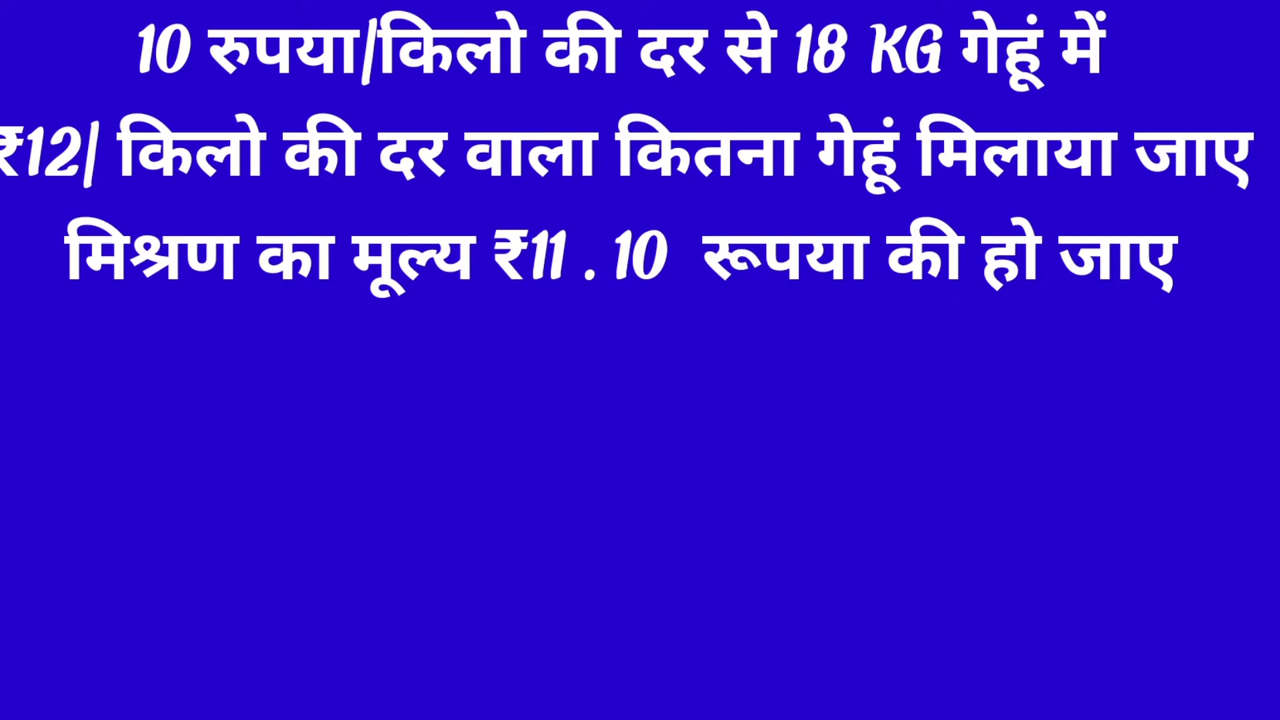 10 रुपया/किलो की दर से 18 KG गेहूं में
₹12/ किलो की दर वाला कितना गेहूं मिलाया जाए
मिश्रण का मूल्य ₹11 . 10 रूपया की हो जाए